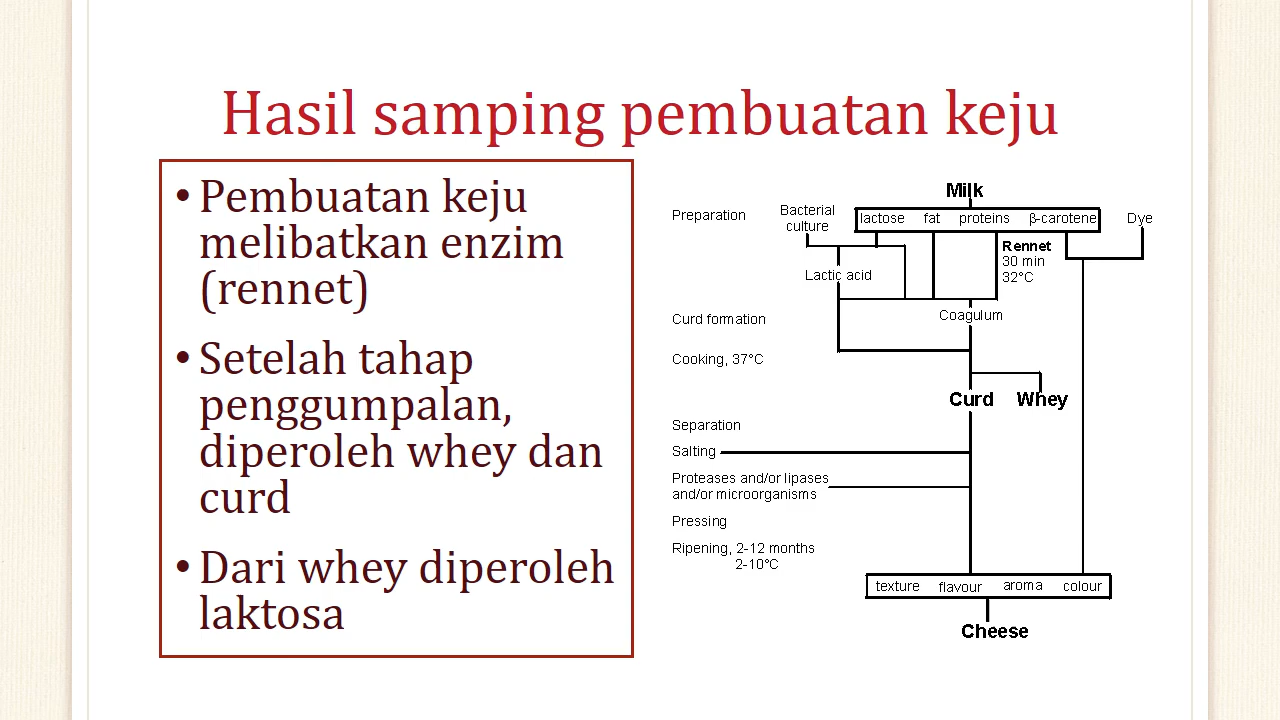 Hasil samping pembuatan keju
• Pembuatan keju
melibatkan enzim
(rennet)
• Setelah tahap
penggumpalan,
diperoleh whey dan
curd
• Dari whey diperoleh
laktosa
Milk
Preparation
Bacterial
culture
lactose fat proteins β-carotene
Dye
Rennet
30 min
32°C
Lactic acid
Curd formation
Coagulum
Cooking, 37°C
Curd Whey
Separation
Salting
Proteases and/or lipases
and/or microorganisms
Pressing
Ripening, 2-12 months
2-10°C
texture flavour aroma colour
Cheese